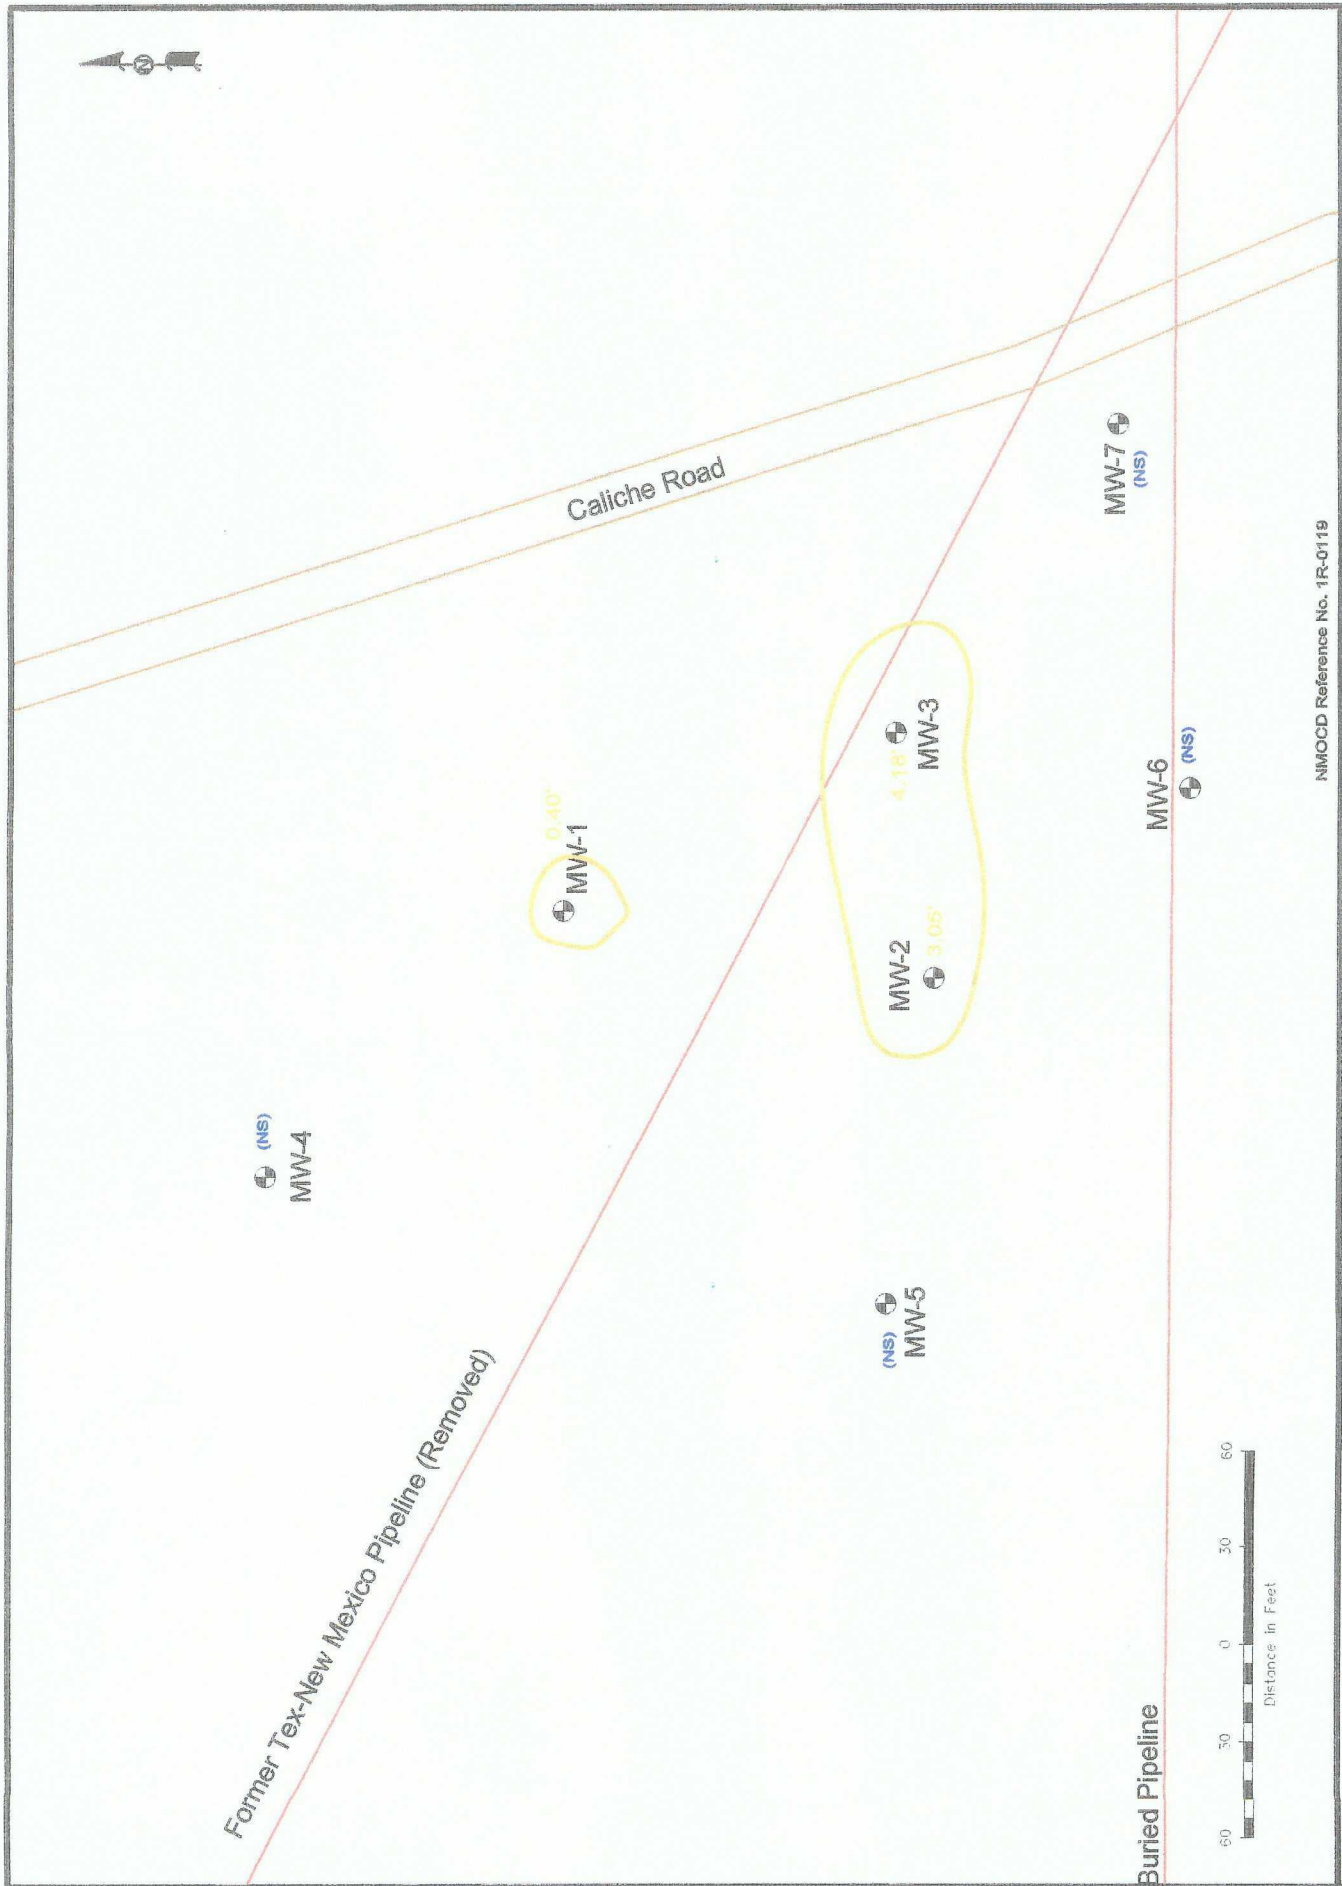 N
Caliche Road
Former Tex-New Mexico Pipeline (Removed)
(NS)
MW-4
0.40'
MW-1
MW-2
3.05'
4.18'
MW-3
(NS)
MW-5
MW-6
(NS)
MW-7
(NS)
Buried Pipeline
60 30 0 30 60
Distance in Feet
NMOCD Reference No. 1R-0119